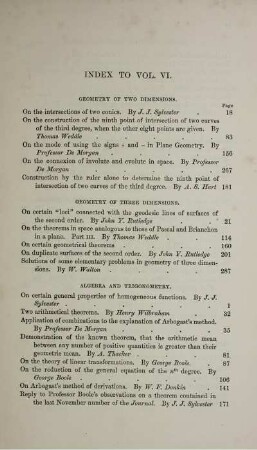 INDEX TO VOL. VI.
GEOMETRY OF TWO DIMENSIONS.
Page
On the intersections of two conics. By J. J. Sylvester 18
On the construction of the ninth point of intersection of two curves
of the third degree, when the other eight points are given. By
Thomas Weddle 83
On the mode of using the signs + and - in Plane Geometry. By
Professor De Morgan 156
On the connexion of involute and evolute in space. By Professor
De Morgan 267
Construction by the ruler alone to determine the ninth point of
intersection of two curves of the third degree. By A. S. Hart 181
GEOMETRY OF THREE DIMENSIONS.
On certain "loci" connected with the geodesic lines of surfaces of the
second order. By John Y. Rutledge 21
On the theorems in space analogous to those of Pascal and Brianchon
in a plane. Part III. By Thomas Weddle 114
On certain geometrical theorems 160
On duplicate surfaces of the second order. By John Y. Rutledge 201
Solutions of some elementary problems in geometry of three dimen-
sions. By W. Walton 287
ALGEBRA AND TRIGONOMETRY.
On certain general properties of homogeneous functions. By J. J.
Sylvester 1
Two arithmetical theorems. By Henry Wilbraham 32
Application of combinations to the explanation of Arbogast's method.
By Professor De Morgan 35
Demonstration of the known theorem, that the arithmetic mean
between any number of positive quantities is greater than their
geometric mean. By A. Thacker 81
On the theory of linear transformations. By George Boole 87
On the reduction of the general equation of the nth degree. By
George Boole 106
On Arbogast's method of derivations. By W. F. Donkin 141
Reply to Professor Boole's observations on a theorem contained in
the last November number of the Journal. By J. J. Sylvester 171